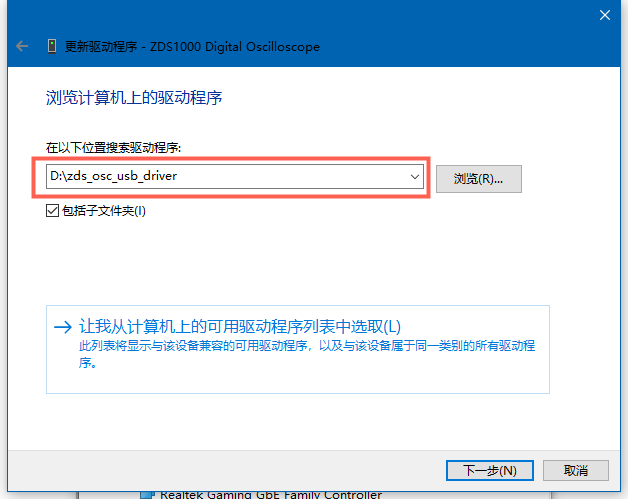 更新驱动程序 - ZDS1000 Digital Oscilloscope
浏览计算机上的驱动程序
在以下位置搜索驱动程序:
D:\zds_osc_usb_driver
浏览(R)...
包括子文件夹(I)
让我从计算机上的可用驱动程序列表中选取(L)
此列表将显示与该设备兼容的可用驱动程序，以及与该设备属于同一类别的所有驱动程
序。
下一步(N)
取消
Realtek Gaming GbE Family Controller